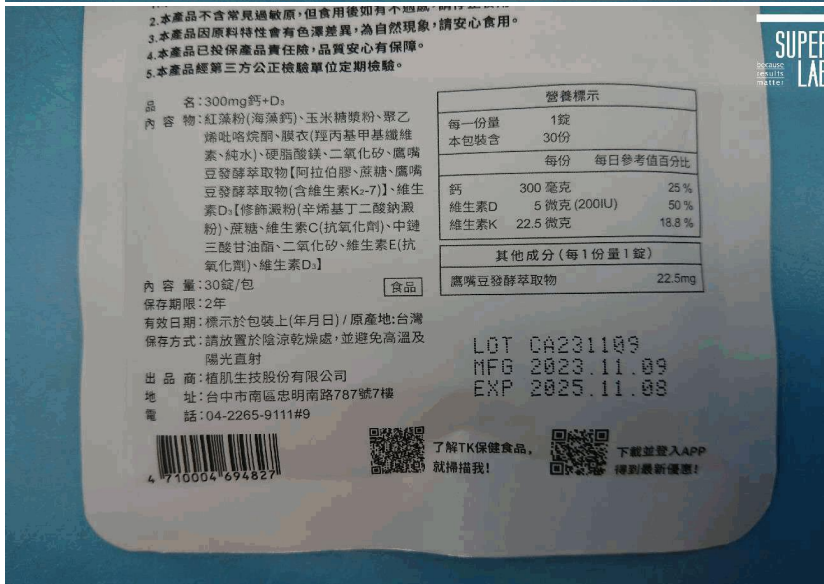 2.本產品不含常見過敏原，但食用後如有不適感，
3.本產品因原料特性會有色澤差異，為自然現象，請安心食用。
4.本產品已投保產品責任險，品質安心有保障。
5.本產品經第三方公正檢驗單位定期檢驗。
品 名：300mg鈣+D₃
內 容 物：紅藻粉(海藻鈣)、玉米糖漿粉、聚乙
烯吡咯烷酮、膜衣(羥丙基甲基纖維
素、純水)、硬脂酸鎂、二氧化矽、鷹嘴
豆發酵萃取物【阿拉伯膠、蔗糖、鷹嘴
豆發酵萃取物(含維生素K₂-7)】、維生
素D₃【修飾澱粉(辛烯基丁二酸鈉澱
粉)、蔗糖、維生素C(抗氧化劑)、中鏈
三酸甘油酯、二氧化矽、維生素E(抗
氧化劑)、維生素D₃】
內 容 量：30錠/包
食品
保存期限：2年
有效日期：標示於包裝上(年月日) / 原產地：台灣
保存方式：請放置於陰涼乾燥處，並避免高溫及
陽光直射
出 品 商：植肌生技股份有限公司
地 址：台中市南區忠明南路787號7樓
電 話：04-2265-9111#9
4 710004 694827
營養標示
每一份量 1錠
本包裝含 30份
每份 每日參考值百分比
鈣 300 毫克 25%
維生素D 5 微克 (200IU) 50%
維生素K 22.5 微克 18.8%
其他成分（每1份量1錠）
鷹嘴豆發酵萃取物 22.5mg
LOT CA231109
MFG 2023.11.09
EXP 2025.11.08
了解TK保健食品，
就掃描我！
下載並登入APP
得到最新優惠！
SUPER
LAB
because
results
matter